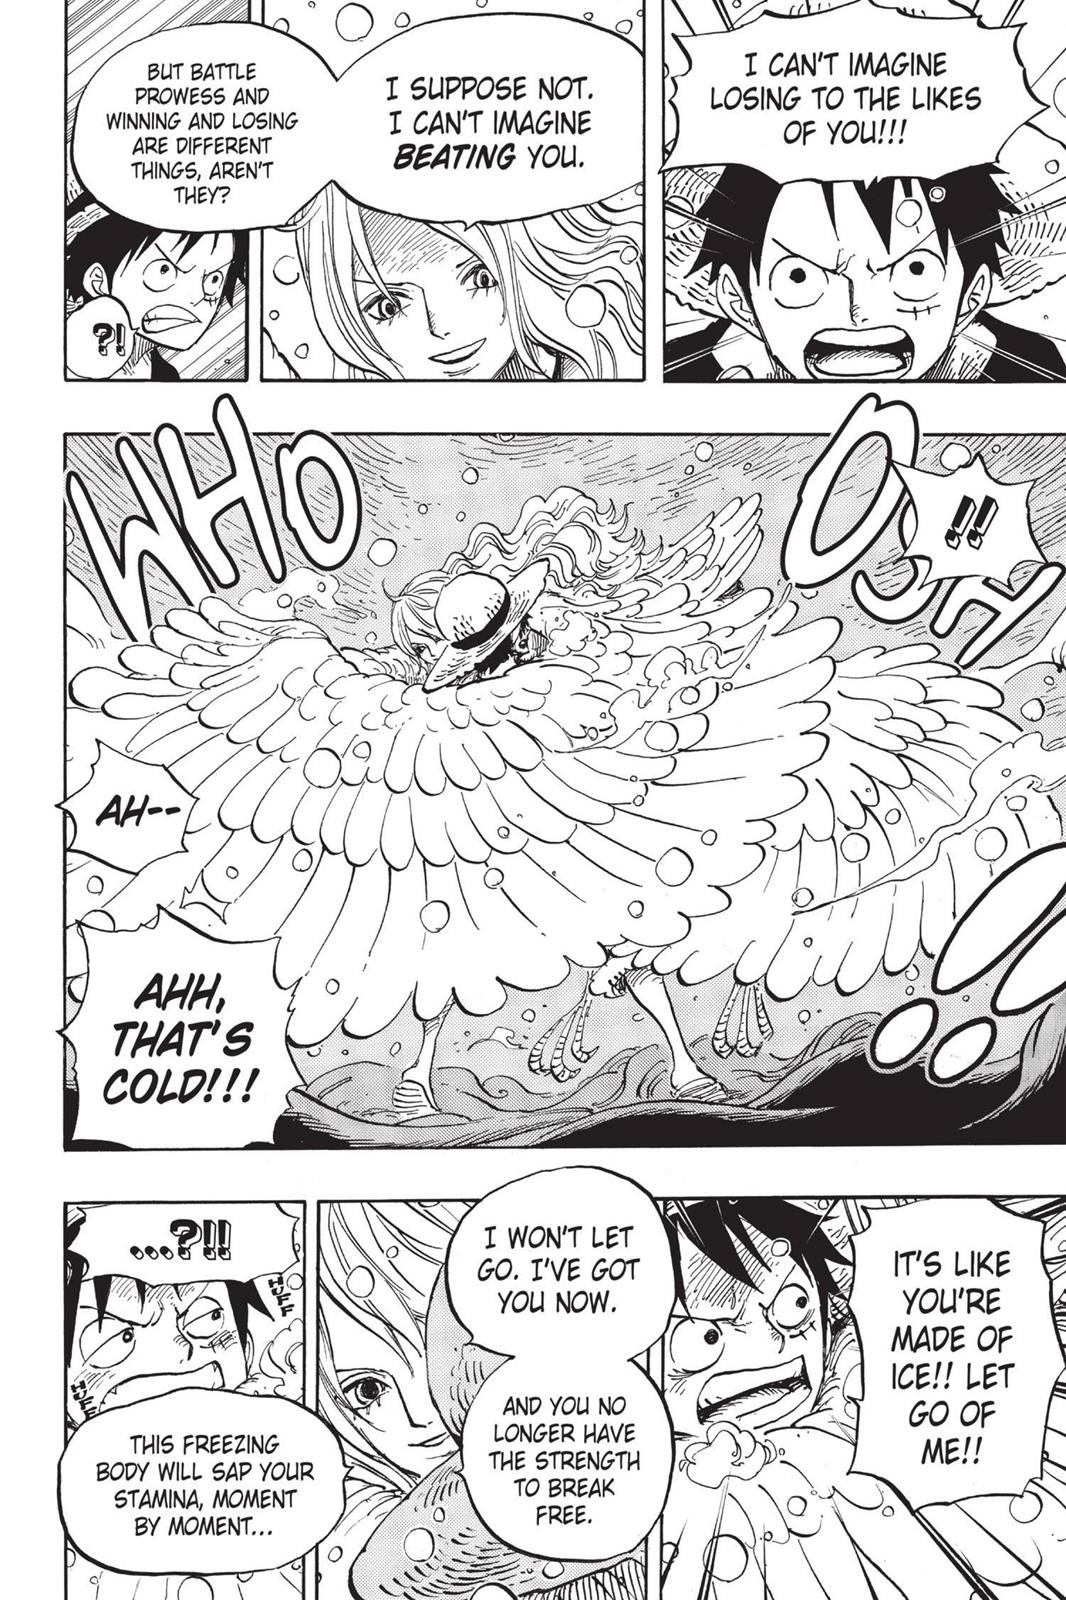 I CAN'T IMAGINE
LOSING TO THE LIKES
OF YOU!!!
I SUPPOSE NOT.
I CAN'T IMAGINE
BEATING YOU.
BUT BATTLE
PROWESS AND
WINNING AND LOSING
ARE DIFFERENT
THINGS, AREN'T
THEY?
?!
WHOOSH
!!
AH--
AHH,
THAT'S
COLD!!!
IT'S LIKE
YOU'RE
MADE OF
ICE!! LET
GO OF
ME!!
I WON'T LET
GO. I'VE GOT
YOU NOW.
AND YOU NO
LONGER HAVE
THE STRENGTH
TO BREAK
FREE.
...?!!
HUFF
HUFF
THIS FREEZING
BODY WILL SAP YOUR
STAMINA, MOMENT
BY MOMENT...